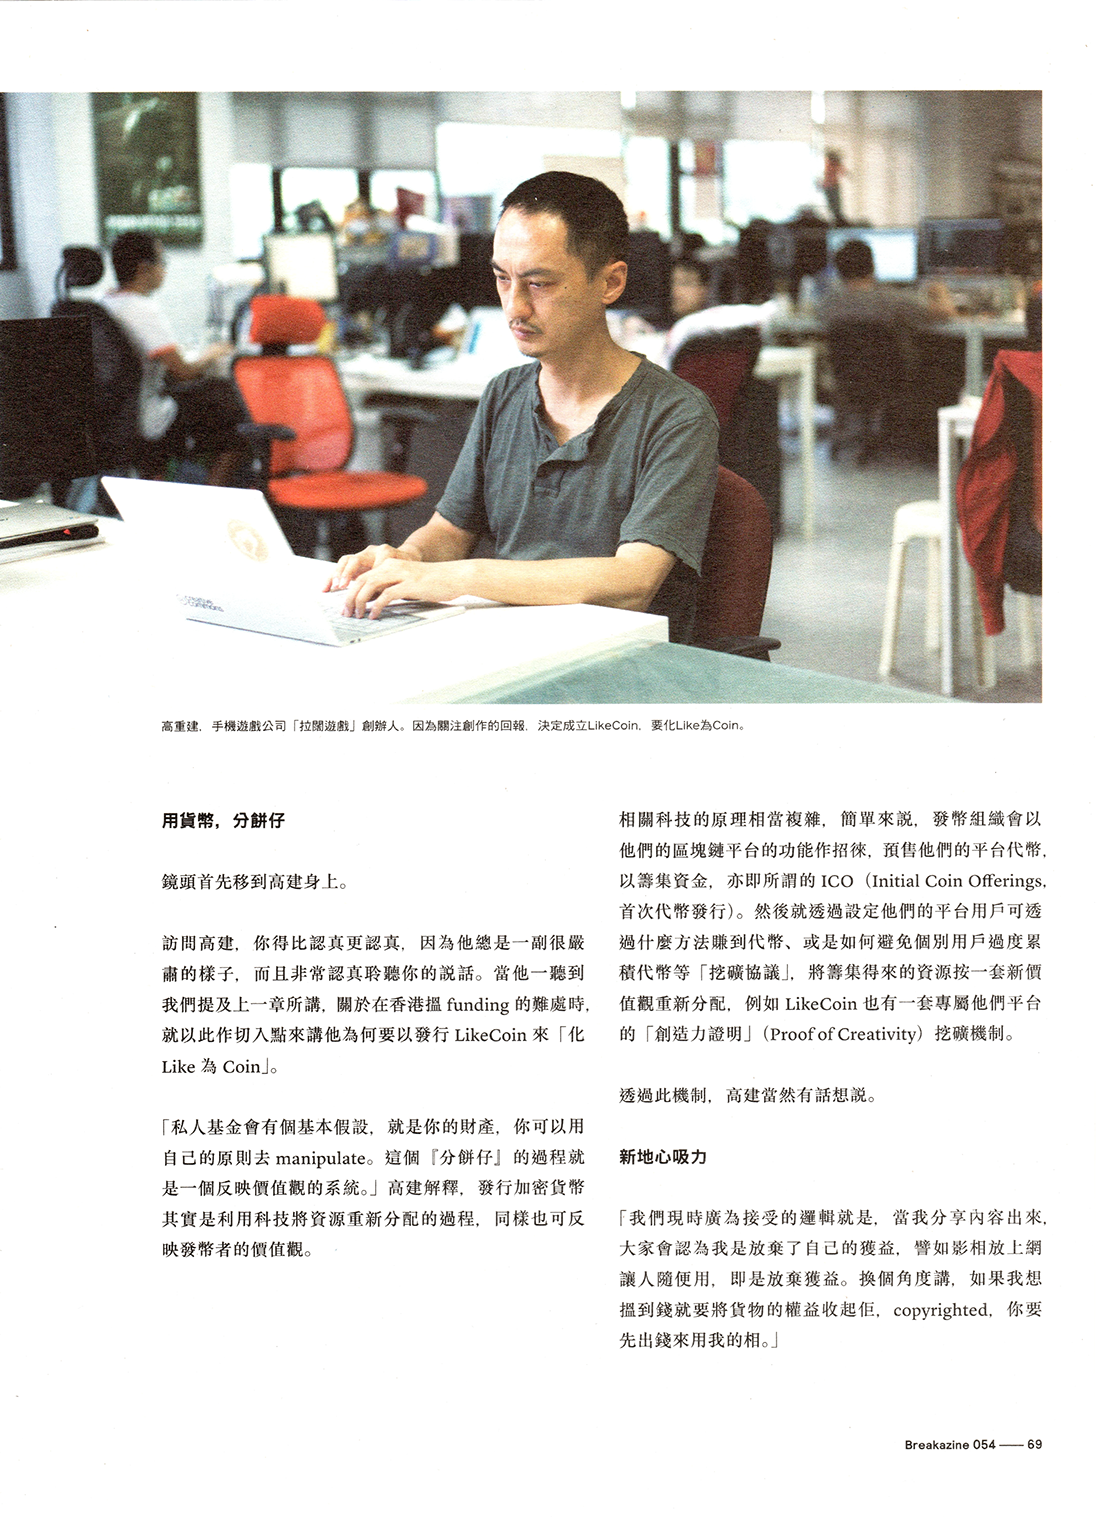 creative
commons
高重建，手機遊戲公司「拉闊遊戲」創辦人。因為關注創作的回報，決定成立LikeCoin，要化Like為Coin。
用貨幣，分餅仔
鏡頭首先移到高建身上。
訪問高建，你得比認真更認真，因為他總是一副很嚴
肅的樣子，而且非常認真聆聽你的説話。當他一聽到
我們提及上一章所講，關於在香港搵 funding 的難處時，
就以此作切入點來講他為何要以發行 LikeCoin 來「化
Like 為 Coin」。
「私人基金會有個基本假設，就是你的財產，你可以用
自己的原則去 manipulate。這個『分餅仔』的過程就
是一個反映價值觀的系統。」高建解釋，發行加密貨幣
其實是利用科技將資源重新分配的過程，同樣也可反
映發幣者的價值觀。
相關科技的原理相當複雜，簡單來説，發幣組織會以
他們的區塊鏈平台的功能作招徠，預售他們的平台代幣，
以籌集資金，亦即所謂的 ICO（Initial Coin Offerings,
首次代幣發行）。然後就透過設定他們的平台用戶可透
過什麼方法賺到代幣、或是如何避免個別用戶過度累
積代幣等「挖礦協議」，將籌集得來的資源按一套新價
值觀重新分配，例如 LikeCoin 也有一套專屬他們平台
的「創造力證明」（Proof of Creativity）挖礦機制。
透過此機制，高建當然有話想説。
新地心吸力
「我們現時廣為接受的邏輯就是，當我分享內容出來，
大家會認為我是放棄了自己的獲益，譬如影相放上網
讓人隨便用，即是放棄獲益。換個角度講，如果我想
搵到錢就要將貨物的權益收起佢，copyrighted，你要
先出錢來用我的相。」
Breakazine 054 —— 69